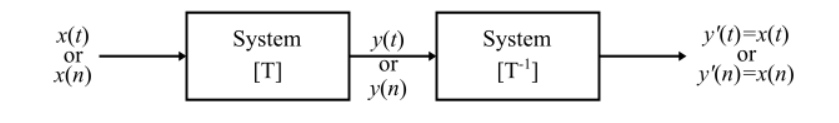 x(t)
or
x(n)
System
[T]
y(t)
or
y(n)
System
[T⁻¹]
y'(t)=x(t)
or
y'(n)=x(n)